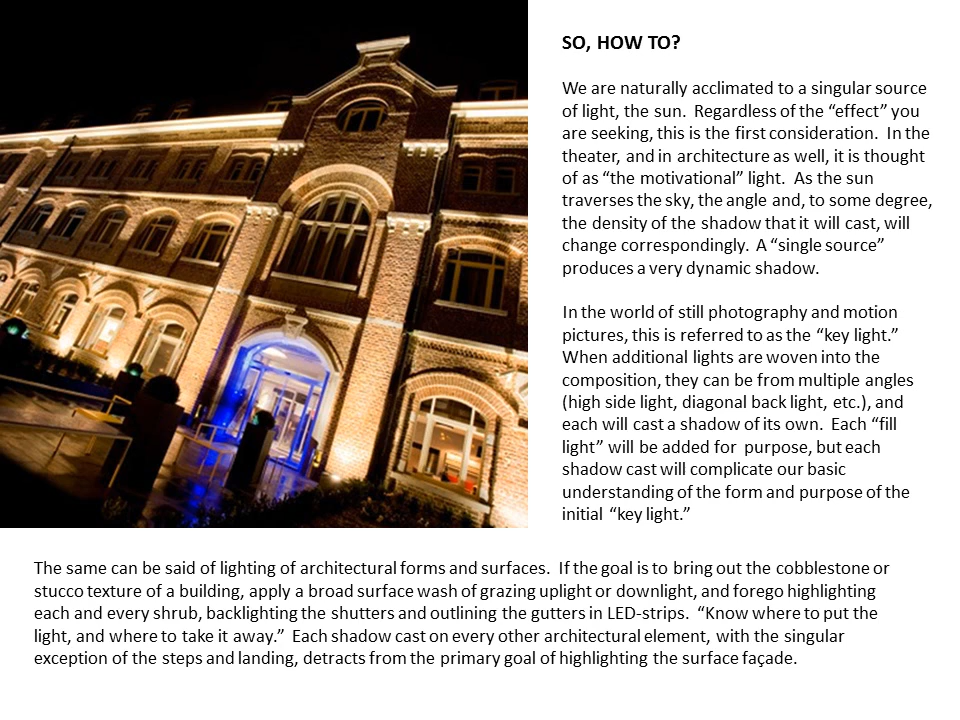 SO, HOW TO?
We are naturally acclimated to a singular source
of light, the sun.  Regardless of the “effect” you
are seeking, this is the first consideration.  In the
theater, and in architecture as well, it is thought
of as “the motivational” light.  As the sun
traverses the sky, the angle and, to some degree,
the density of the shadow that it will cast, will
change correspondingly.  A “single source”
produces a very dynamic shadow.
In the world of still photography and motion
pictures, this is referred to as the “key light.”
When additional lights are woven into the
composition, they can be from multiple angles
(high side light, diagonal back light, etc.), and
each will cast a shadow of its own.  Each “fill
light” will be added for  purpose, but each
shadow cast will complicate our basic
understanding of the form and purpose of the
initial “key light.”
The same can be said of lighting of architectural forms and surfaces.  If the goal is to bring out the cobblestone or
stucco texture of a building, apply a broad surface wash of grazing uplight or downlight, and forego highlighting
each and every shrub, backlighting the shutters and outlining the gutters in LED-strips.  “Know where to put the
light, and where to take it away.”  Each shadow cast on every other architectural element, with the singular
exception of the steps and landing, detracts from the primary goal of highlighting the surface façade.